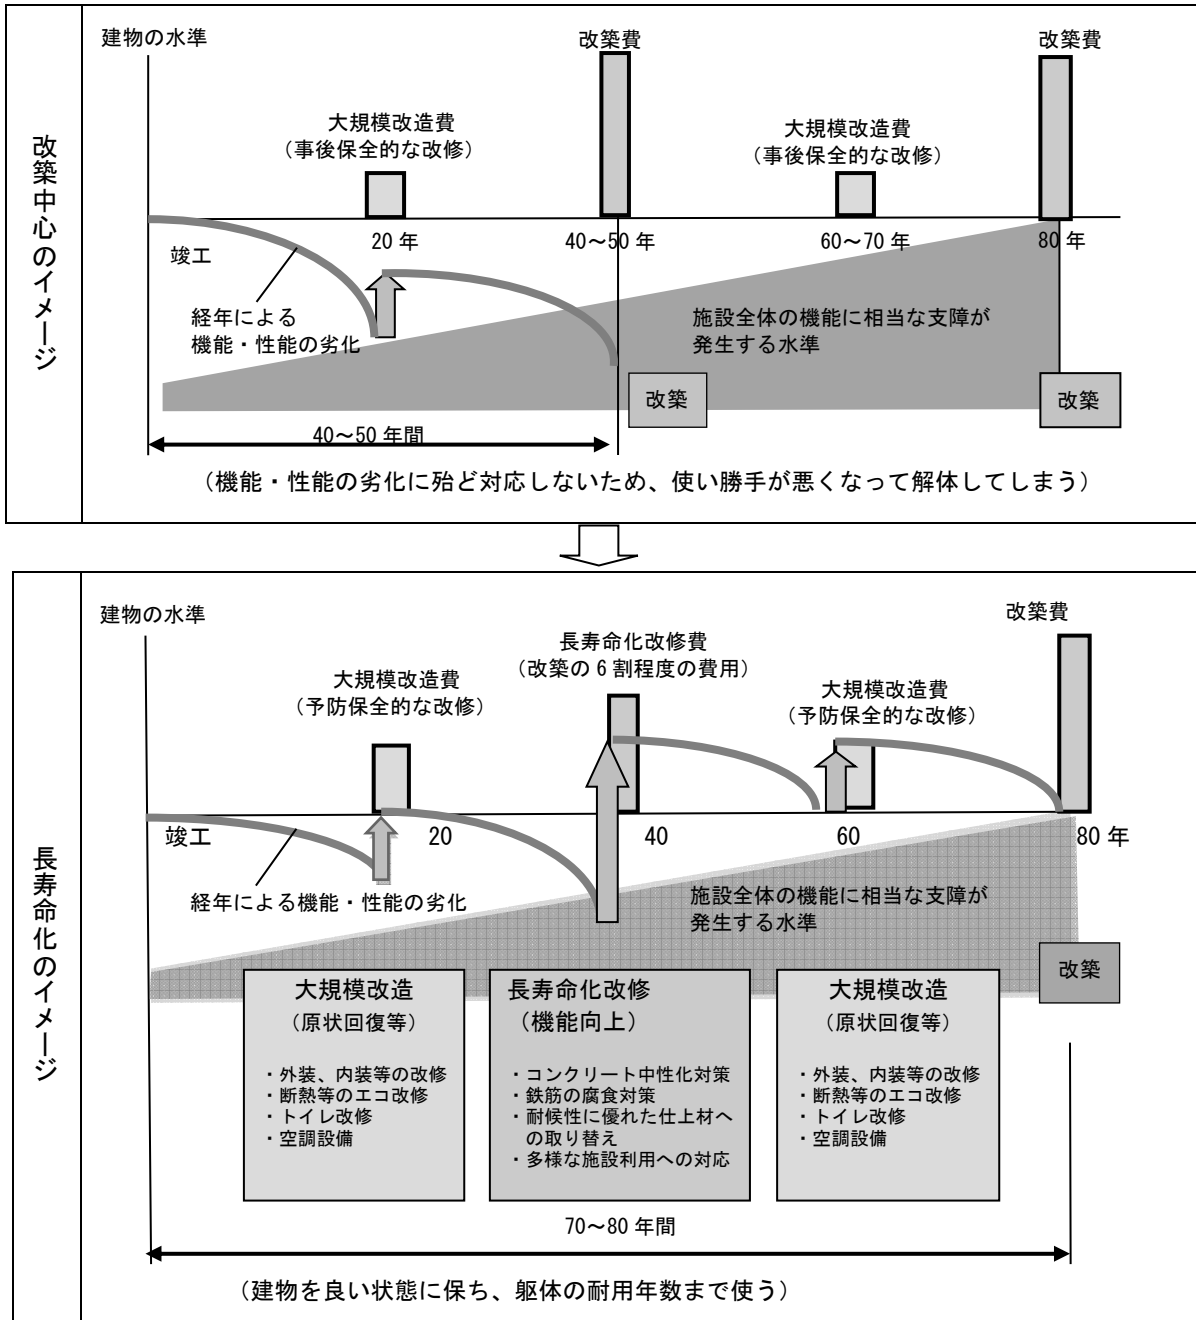 改築中心のイメージ
建物の水準
改築費
改築費
大規模改造費
（事後保全的な改修）
大規模改造費
（事後保全的な改修）
竣工
20 年
40～50 年
60～70 年
80 年
経年による
機能・性能の劣化
施設全体の機能に相当な支障が
発生する水準
改築
改築
40～50 年間
（機能・性能の劣化に殆ど対応しないため、使い勝手が悪くなって解体してしまう）
長寿命化のイメージ
建物の水準
改築費
長寿命化改修費
（改築の 6 割程度の費用）
大規模改造費
（予防保全的な改修）
大規模改造費
（予防保全的な改修）
竣工
20
40
60
80 年
経年による機能・性能の劣化
施設全体の機能に相当な支障が
発生する水準
改築
大規模改造
（原状回復等）
・外装、内装等の改修
・断熱等のエコ改修
・トイレ改修
・空調設備
長寿命化改修
（機能向上）
・コンクリート中性化対策
・鉄筋の腐食対策
・耐候性に優れた仕上材へ
の取り替え
・多様な施設利用への対応
大規模改造
（原状回復等）
・外装、内装等の改修
・断熱等のエコ改修
・トイレ改修
・空調設備
70～80 年間
（建物を良い状態に保ち、躯体の耐用年数まで使う）